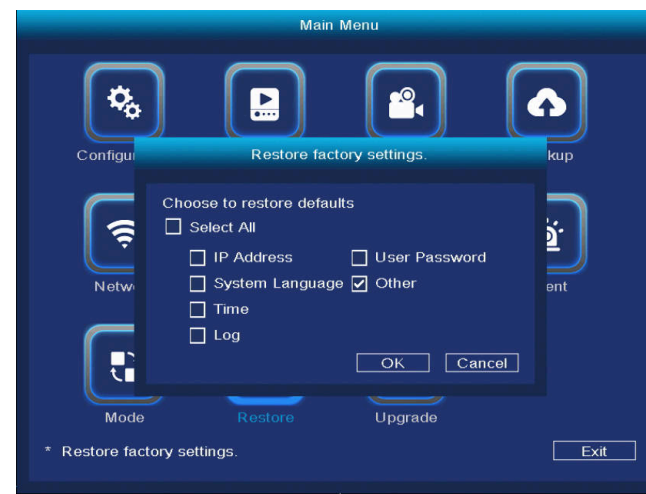 Main Menu
Configu
kup
Restore factory settings.
Choose to restore defaults
Select All
IP Address
User Password
System Language
Other
Time
Log
OK
Cancel
Netw
ent
Mode
Restore
Upgrade
* Restore factory settings.
Exit